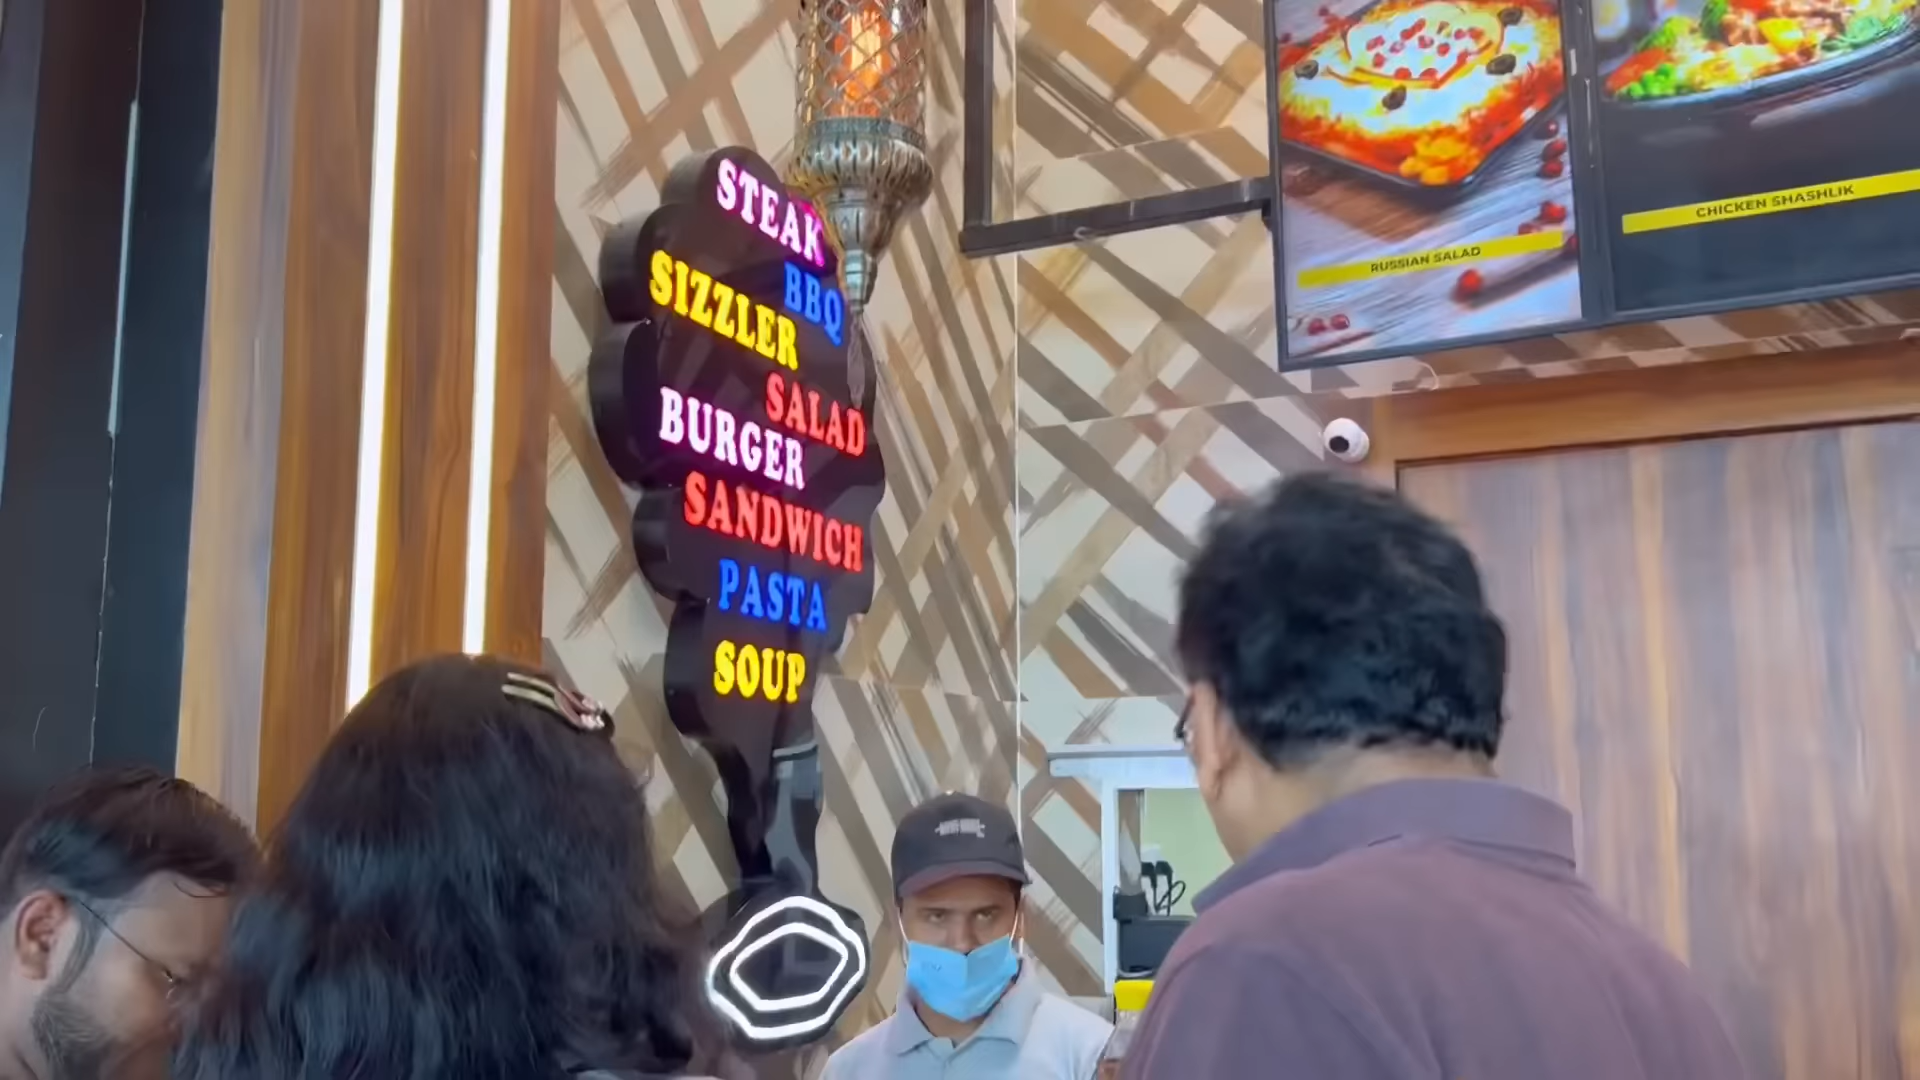 STEAK
BBQ
SIZZLER
SALAD
BURGER
SANDWICH
PASTA
SOUP
RUSSIAN SALAD
CHICKEN SHASHLIK